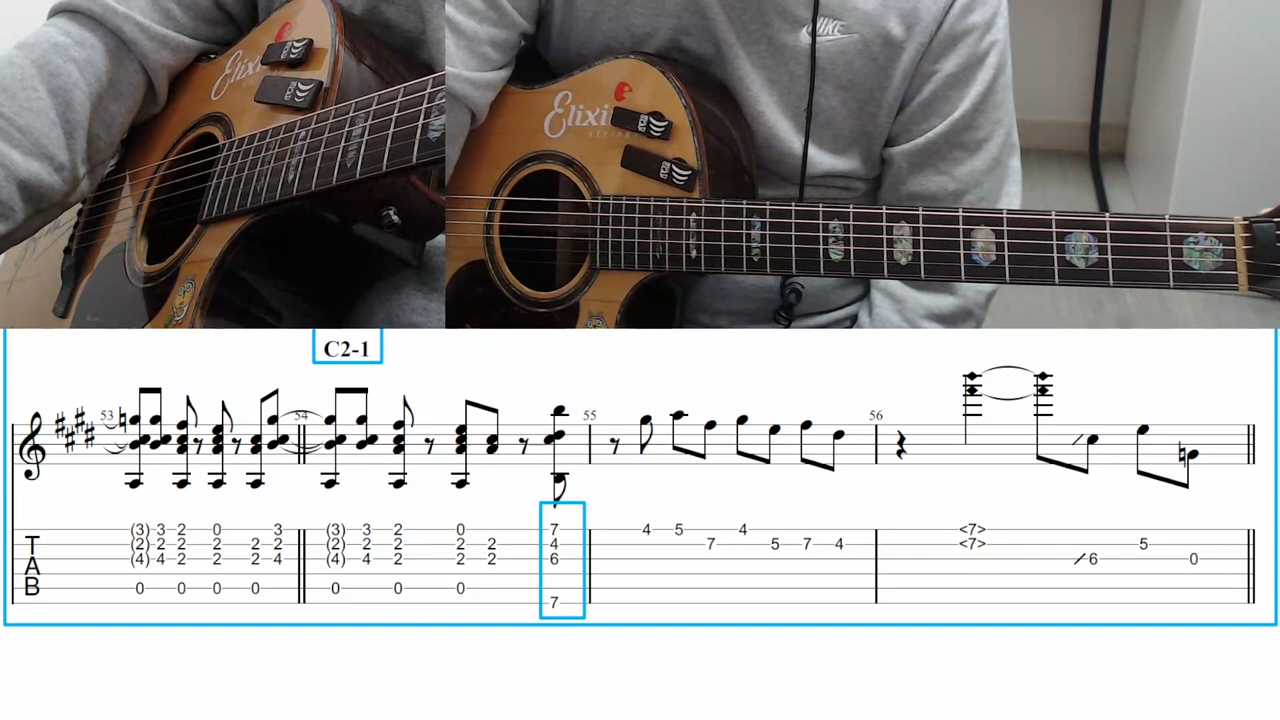 Elixi
Elixi
strings
NIKE
C2-1
53
54
55
56
(3) 3 2 0 3 (3) 3 2 0 7 4 5 4 <7>
T (2) 2 2 2 2 2 (2) 2 2 2 2 4 7 5 7 4 <7> 5
A (4) 4 2 2 2 4 (4) 4 2 2 2 6 6 0
B 0 0 0 0 0 0 0
7